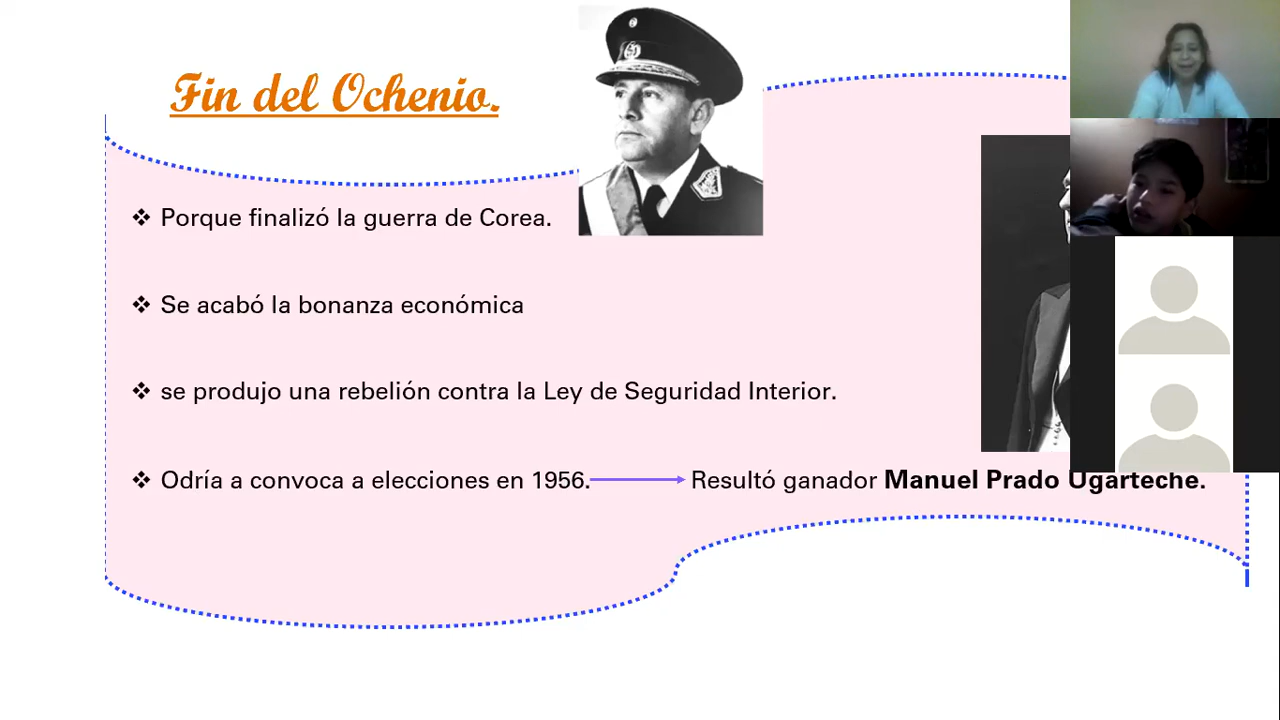 Fin del Ochenio.
❖ Porque finalizó la guerra de Corea.
❖ Se acabó la bonanza económica
❖ se produjo una rebelión contra la Ley de Seguridad Interior.
❖ Odría a convoca a elecciones en 1956. Resultó ganador Manuel Prado Ugarteche.